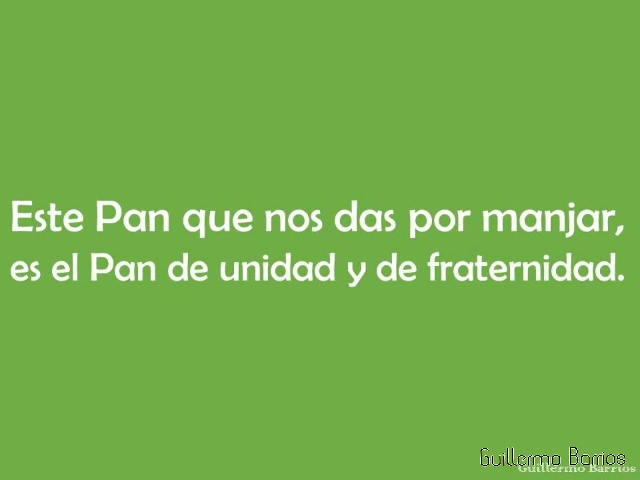 Este Pan que nos das por manjar,
es el Pan de unidad y de fraternidad.
Guillermo Barrios
Guillermo Barrios